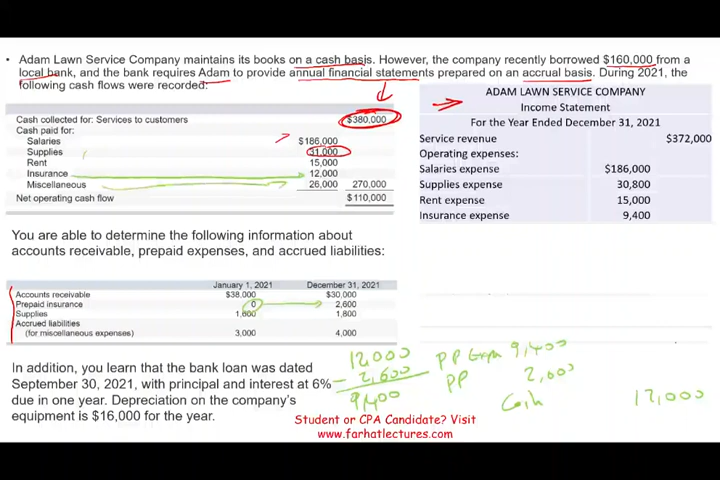 • Adam Lawn Service Company maintains its books on a cash basis. However, the company recently borrowed $160,000 from a
local bank, and the bank requires Adam to provide annual financial statements prepared on an accrual basis. During 2021, the
following cash flows were recorded:
Cash collected for: Services to customers $380,000
Cash paid for:
Salaries $186,000
Supplies 31,000
Rent 15,000
Insurance 12,000
Miscellaneous 26,000 270,000
Net operating cash flow $110,000
ADAM LAWN SERVICE COMPANY
Income Statement
For the Year Ended December 31, 2021
Service revenue $372,000
Operating expenses:
Salaries expense $186,000
Supplies expense 30,800
Rent expense 15,000
Insurance expense 9,400
You are able to determine the following information about
accounts receivable, prepaid expenses, and accrued liabilities:
January 1, 2021 December 31, 2021
Accounts receivable $38,000 $30,000
Prepaid insurance 0 2,600
Supplies 1,600 1,800
Accrued liabilities
(for miscellaneous expenses) 3,000 4,000
In addition, you learn that the bank loan was dated
September 30, 2021, with principal and interest at 6%
due in one year. Depreciation on the company's
equipment is $16,000 for the year.
12,000
- 2,600
9,400
PP 9,400
PP 2,000
Cash 12,000
Student or CPA Candidate? Visit
www.farhatlectures.com